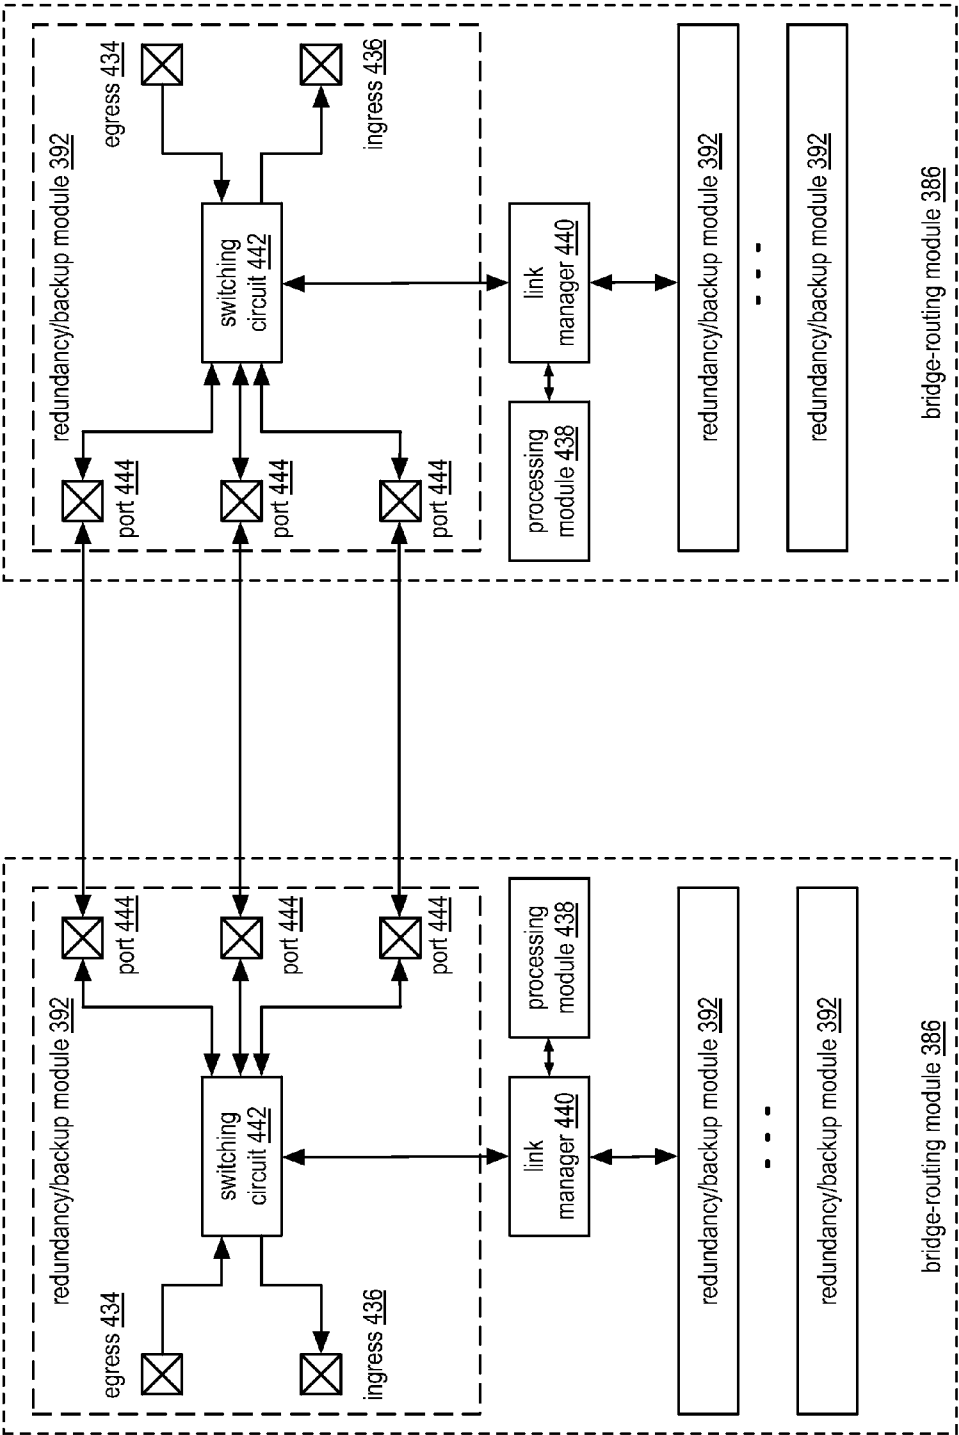 redundancy/backup module 392
egress 434
port 444
switching
circuit 442
port 444
ingress 436
port 444
link
manager 440
processing
module 438
redundancy/backup module 392
...
redundancy/backup module 392
bridge-routing module 386
redundancy/backup module 392
port 444
egress 434
switching
circuit 442
port 444
ingress 436
port 444
processing
module 438
link
manager 440
redundancy/backup module 392
...
redundancy/backup module 392
bridge-routing module 386